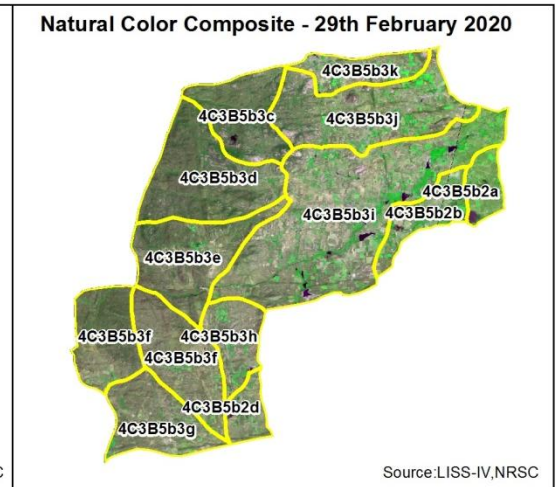 Natural Color Composite - 29th February 2020
4C3B5b3k
4C3B5b3c
4C3B5b3j
4C3B5b3d
4C3B5b2a
4C3B5b3i
4C3B5b2b
4C3B5b3e
4C3B5b3f
4C3B5b3h
4C3B5b3f
4C3B5b2d
4C3B5b3g
C
Source:LISS-IV,NRSC